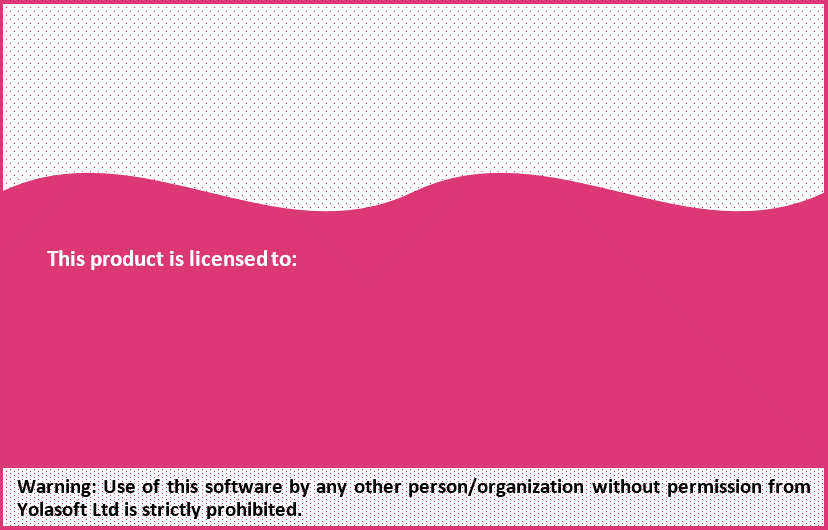 This product is licensed to:
Warning: Use of this software by any other person/organization without permission from
Yolasoft Ltd is strictly prohibited.